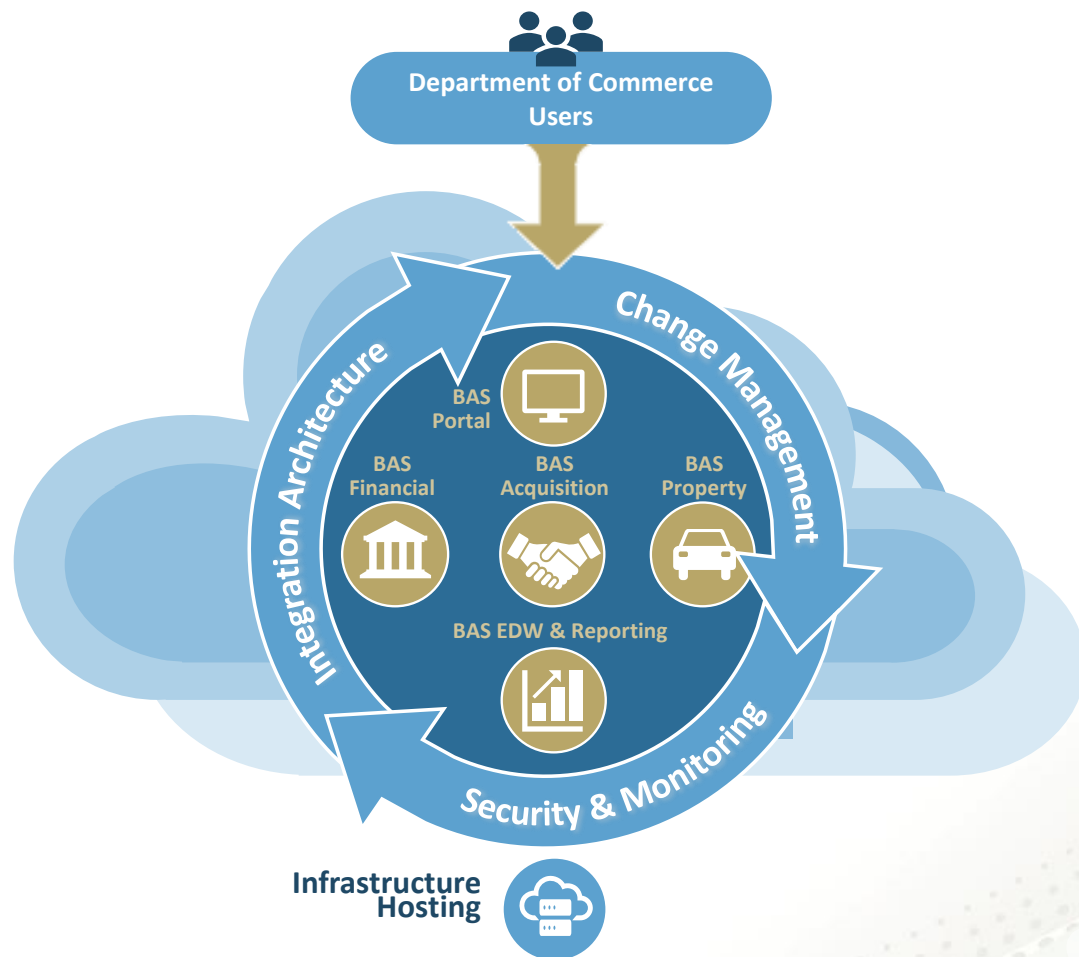 Department of Commerce
Users
Change Management
Integration Architecture
BAS
Portal
BAS
Financial
BAS
Acquisition
BAS
Property
BAS EDW & Reporting
Security & Monitoring
Infrastructure
Hosting